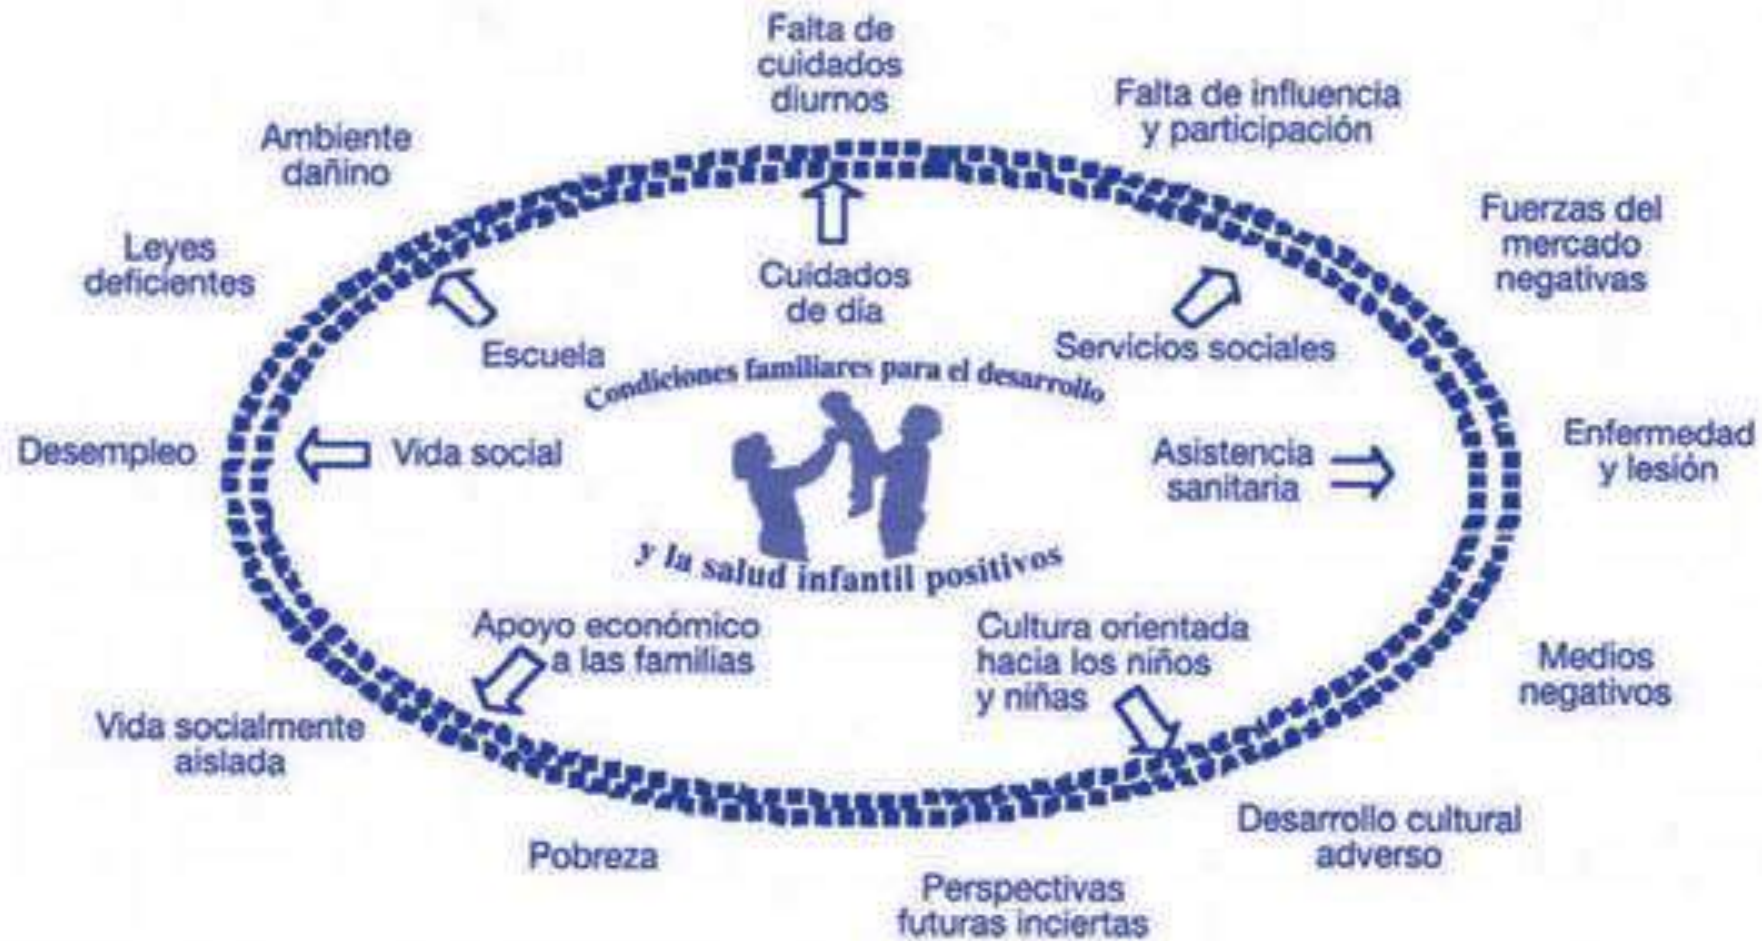 Falta de
cuidados
diurnos
Falta de influencia
y participación
Ambiente
dañino
Fuerzas del
mercado
negativas
Leyes
deficientes
Cuidados
de dia
Escuela
Servicios sociales
Condiciones familiares para el desarrollo
Desempleo
Vida social
Asistencia
sanitaria
Enfermedad
y lesión
y la salud infantil positivos
Apoyo económico
a las familias
Cultura orientada
hacia los niños
y niñas
Medios
negativos
Vida socialmente
aislada
Desarrollo cultural
adverso
Pobreza
Perspectivas
futuras inciertas